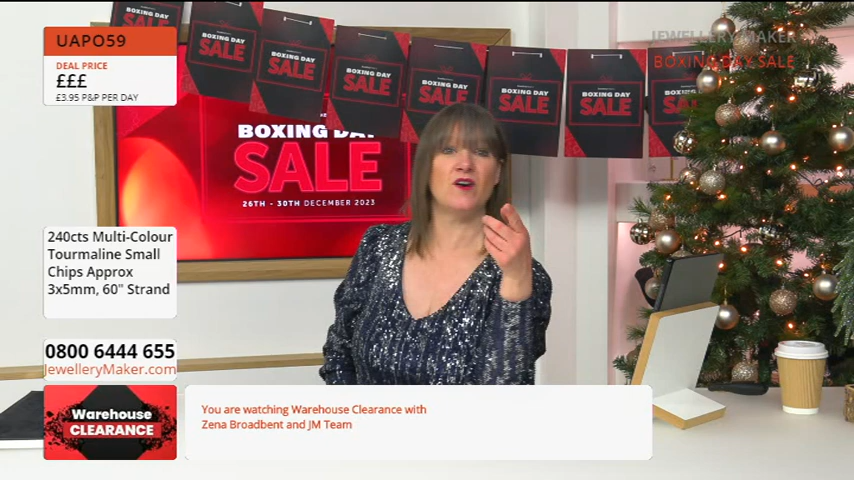 UAPO59
DEAL PRICE
£££
£3.95 P&P PER DAY
240cts Multi-Colour
Tourmaline Small
Chips Approx
3x5mm, 60" Strand
0800 6444 655
JewelleryMaker.com
Warehouse
CLEARANCE
You are watching Warehouse Clearance with
Zena Broadbent and JM Team
JEWELLERY MAKER
BOXING DAY SALE
SALE
BOXING DAY
SALE
BOXING DAY
SALE
BOXING DAY
SALE
BOXING DAY
SALE
BOXING DAY
SALE
BOXING DAY
SALE
BOXING DAY
SALE
26TH - 30TH DECEMBER 2023